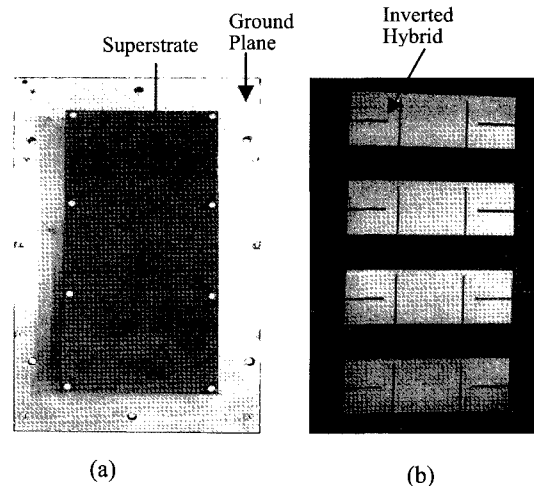 Superstrate
Ground
Plane
Inverted
Hybrid
(a)
(b)